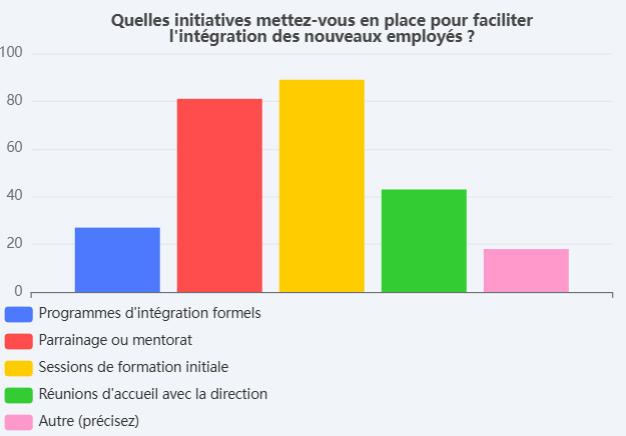 Quelles initiatives mettez-vous en place pour faciliter
l'intégration des nouveaux employés ?
100
80
60
40
20
0
Programmes d'intégration formels
Parrainage ou mentorat
Sessions de formation initiale
Réunions d'accueil avec la direction
Autre (précisez)